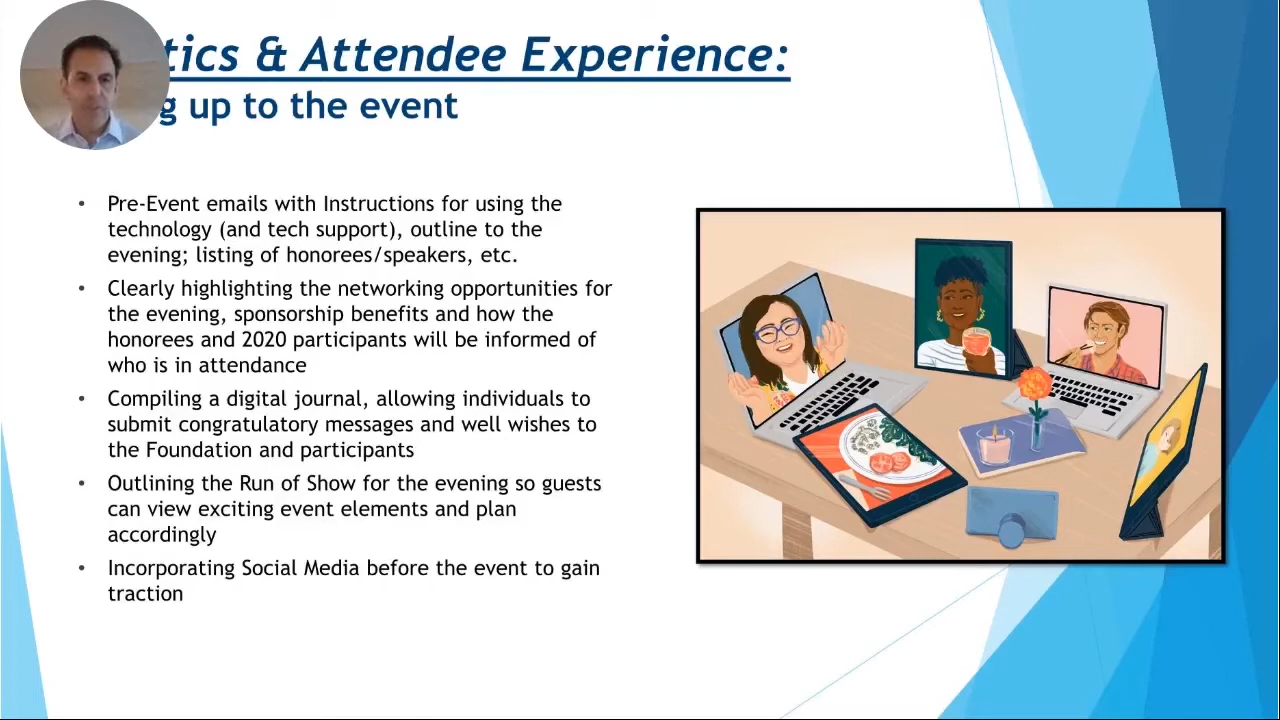 tics & Attendee Experience:
g up to the event
• Pre-Event emails with Instructions for using the
technology (and tech support), outline to the
evening; listing of honorees/speakers, etc.
• Clearly highlighting the networking opportunities for
the evening, sponsorship benefits and how the
honorees and 2020 participants will be informed of
who is in attendance
• Compiling a digital journal, allowing individuals to
submit congratulatory messages and well wishes to
the Foundation and participants
• Outlining the Run of Show for the evening so guests
can view exciting event elements and plan
accordingly
• Incorporating Social Media before the event to gain
traction